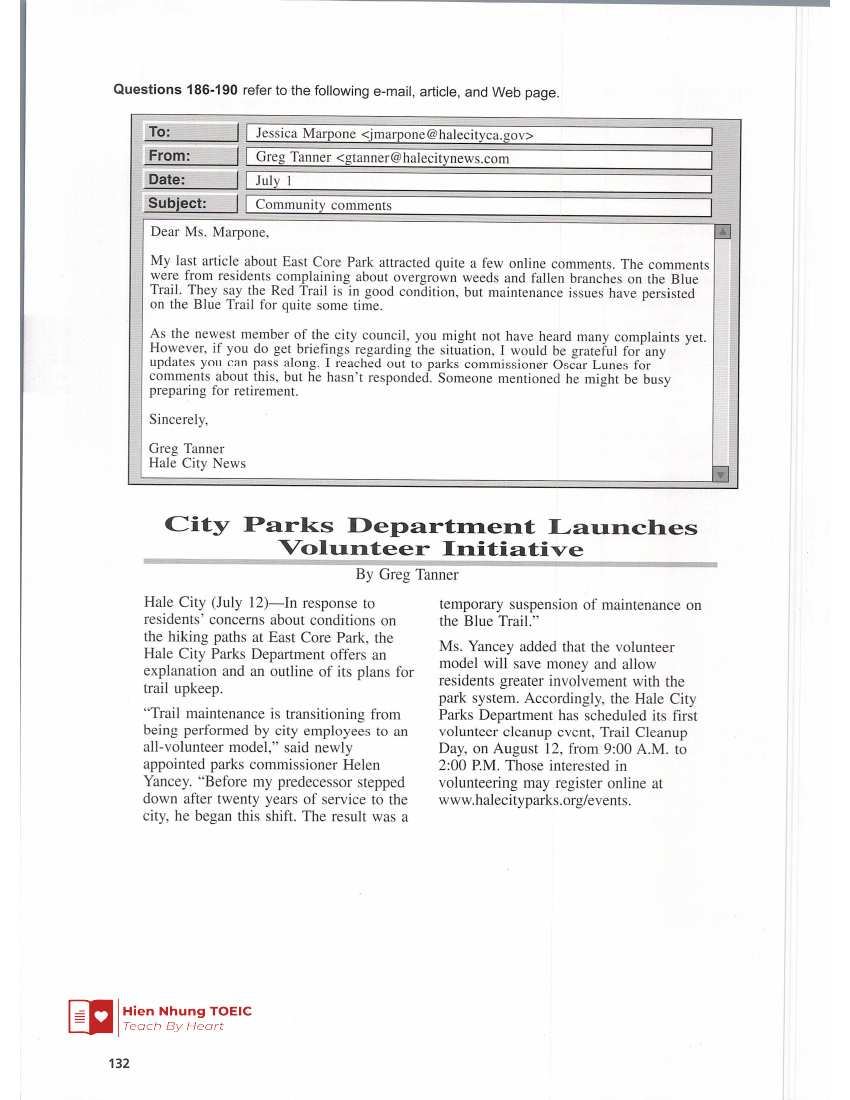 Questions 186-190 refer to the following e-mail, article, and Web page.
To: Jessica Marpone <jmarpone@halecityca.gov>
From: Greg Tanner <gtanner@halecitynews.com
Date: July 1
Subject: Community comments
Dear Ms. Marpone,
My last article about East Core Park attracted quite a few online comments. The comments
were from residents complaining about overgrown weeds and fallen branches on the Blue
Trail. They say the Red Trail is in good condition, but maintenance issues have persisted
on the Blue Trail for quite some time.
As the newest member of the city council, you might not have heard many complaints yet.
However, if you do get briefings regarding the situation, I would be grateful for any
updates you can pass along. I reached out to parks commissioner Oscar Lunes for
comments about this, but he hasn't responded. Someone mentioned he might be busy
preparing for retirement.
Sincerely,
Greg Tanner
Hale City News
City Parks Department Launches
Volunteer Initiative
By Greg Tanner
Hale City (July 12)—In response to
residents' concerns about conditions on
the hiking paths at East Core Park, the
Hale City Parks Department offers an
explanation and an outline of its plans for
trail upkeep.
"Trail maintenance is transitioning from
being performed by city employees to an
all-volunteer model," said newly
appointed parks commissioner Helen
Yancey. "Before my predecessor stepped
down after twenty years of service to the
city, he began this shift. The result was a
temporary suspension of maintenance on
the Blue Trail."
Ms. Yancey added that the volunteer
model will save money and allow
residents greater involvement with the
park system. Accordingly, the Hale City
Parks Department has scheduled its first
volunteer cleanup event, Trail Cleanup
Day, on August 12, from 9:00 A.M. to
2:00 P.M. Those interested in
volunteering may register online at
www.halecityparks.org/events.
Hien Nhung TOEIC
Teach By Heart
132